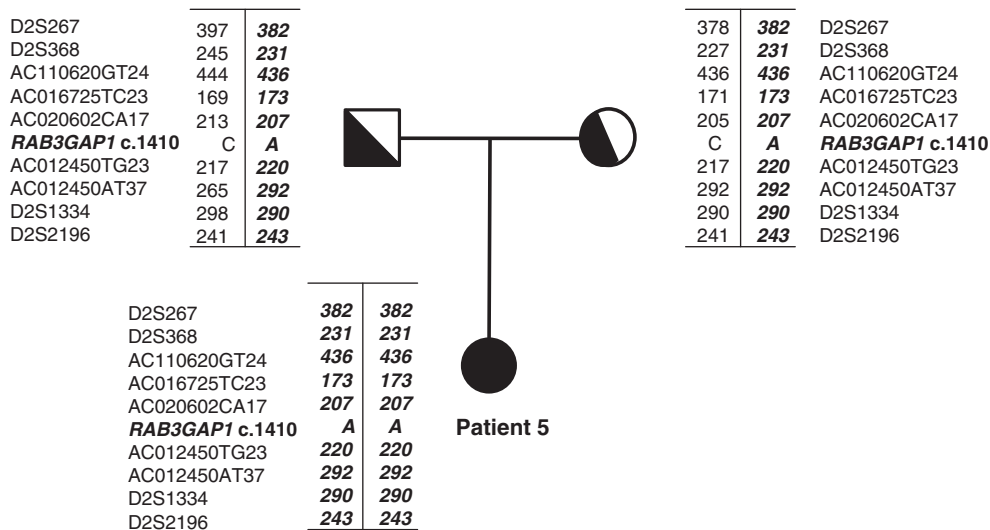 D2S267 397 382
D2S368 245 231
AC110620GT24 444 436
AC016725TC23 169 173
AC020602CA17 213 207
RAB3GAP1 c.1410 C A
AC012450TG23 217 220
AC012450AT37 265 292
D2S1334 298 290
D2S2196 241 243
378 382 D2S267
227 231 D2S368
436 436 AC110620GT24
171 173 AC016725TC23
205 207 AC020602CA17
C A RAB3GAP1 c.1410
217 220 AC012450TG23
292 292 AC012450AT37
290 290 D2S1334
241 243 D2S2196
D2S267 382 382
D2S368 231 231
AC110620GT24 436 436
AC016725TC23 173 173
AC020602CA17 207 207
RAB3GAP1 c.1410 A A
AC012450TG23 220 220
AC012450AT37 292 292
D2S1334 290 290
D2S2196 243 243
Patient 5